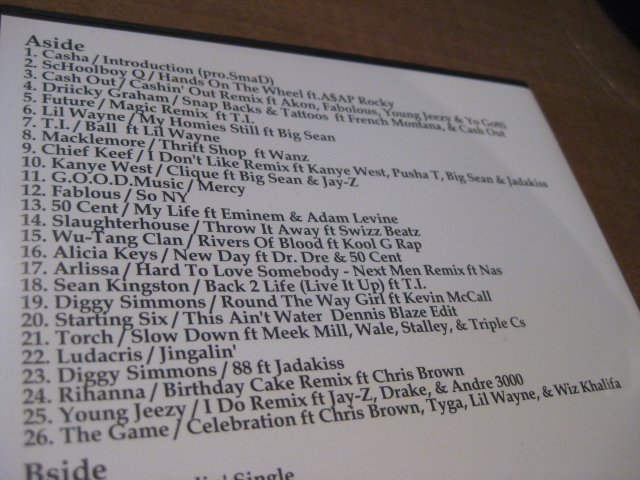 Aside
1. Casha/Introduction (pro.SmaD)
2. ScHoolboy Q/Hands On The Wheel ft.A$AP Rocky
3. Cash Out/Cashin' Out Remix ft Akon, Fabolous, Young Jeezy & Yo Gotti
4. Driicky Graham/Snap Backs & Tattoos ft French Montana, & Cash Out
5. Future/Magic Remix ft T.I.
6. Lil Wayne/My Homies Still ft Big Sean
7. T.I./Ball ft Lil Wayne
8. Macklemore/Thrift Shop ft Wanz
9. Chief Keef/I Don't Like Remix ft Kanye West, Pusha T, Big Sean & Jadakiss
10. Kanye West/Clique ft Big Sean & Jay-Z
11. G.O.O.D.Music/Mercy
12. Fablous/So NY
13. 50 Cent/My Life ft Eminem & Adam Levine
14. Slaughterhouse/Throw It Away ft Swizz Beatz
15. Wu-Tang Clan/Rivers Of Blood ft Kool G Rap
16. Alicia Keys/New Day ft Dr. Dre & 50 Cent
17. Arlissa/Hard To Love Somebody - Next Men Remix ft Nas
18. Sean Kingston/Back 2 Life (Live It Up) ft T.I.
19. Diggy Simmons/Round The Way Girl ft Kevin McCall
20. Starting Six/This Ain't Water Dennis Blaze Edit
21. Torch/Slow Down ft Meek Mill, Wale, Stalley, & Triple Cs
22. Ludacris/Jingalin'
23. Diggy Simmons/88 ft Jadakiss
24. Rihanna/Birthday Cake Remix ft Chris Brown
25. Young Jeezy/I Do Remix ft Jay-Z, Drake, & Andre 3000
26. The Game/Celebration ft Chris Brown, Tyga, Lil Wayne, & Wiz Khalifa
Bside
Single